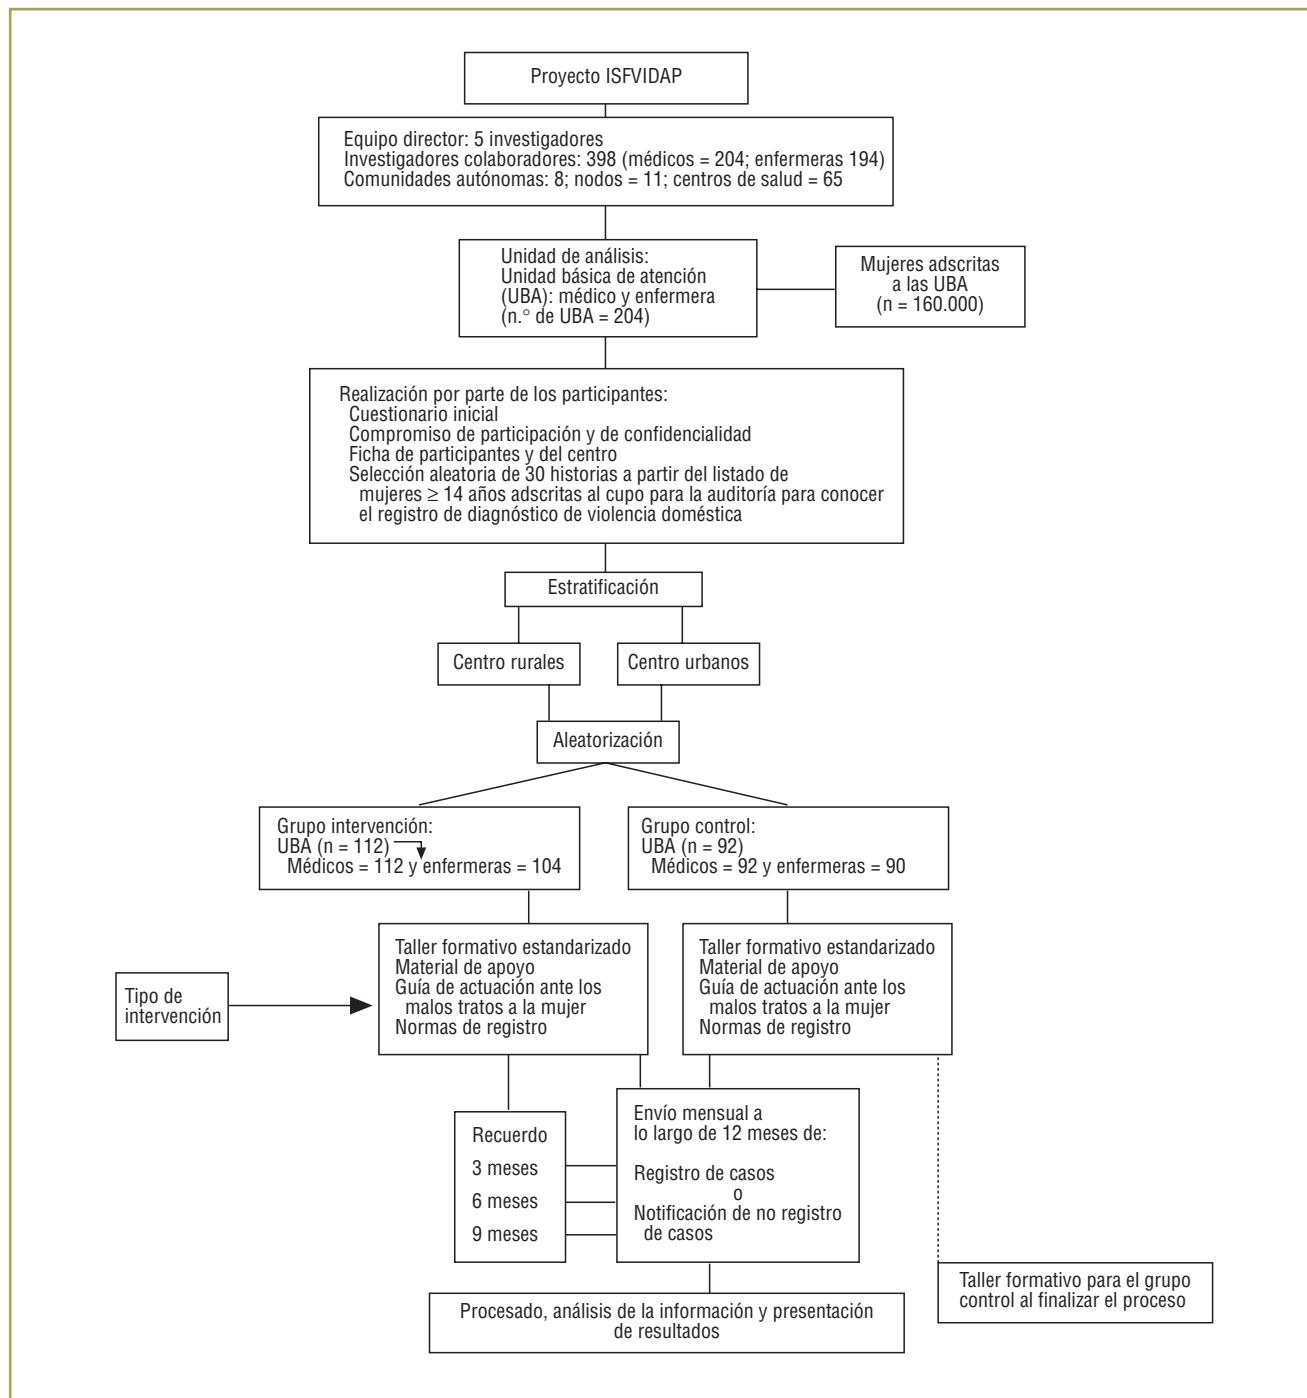 Proyecto ISFVIDAP
Equipo director: 5 investigadores
Investigadores colaboradores: 398 (médicos = 204; enfermeras 194)
Comunidades autónomas: 8; nodos = 11; centros de salud = 65
Unidad de análisis:
Unidad básica de atención
(UBA): médico y enfermera
(n.° de UBA = 204)
Mujeres adscritas
a las UBA
(n = 160.000)
Realización por parte de los participantes:
Cuestionario inicial
Compromiso de participación y de confidencialidad
Ficha de participantes y del centro
Selección aleatoria de 30 historias a partir del listado de
mujeres ≥ 14 años adscritas al cupo para la auditoría para conocer
el registro de diagnóstico de violencia doméstica
Estratificación
Centro rurales
Centro urbanos
Aleatorización
Grupo intervención:
UBA (n = 112)
Médicos = 112 y enfermeras = 104
Grupo control:
UBA (n = 92)
Médicos = 92 y enfermeras = 90
Tipo de
intervención
Taller formativo estandarizado
Material de apoyo
Guía de actuación ante los
malos tratos a la mujer
Normas de registro
Taller formativo estandarizado
Material de apoyo
Guía de actuación ante los
malos tratos a la mujer
Normas de registro
Recuerdo
3 meses
6 meses
9 meses
Envío mensual a
lo largo de 12 meses de:
Registro de casos
o
Notificación de no registro
de casos
Taller formativo para el grupo
control al finalizar el proceso
Procesado, análisis de la información y presentación
de resultados